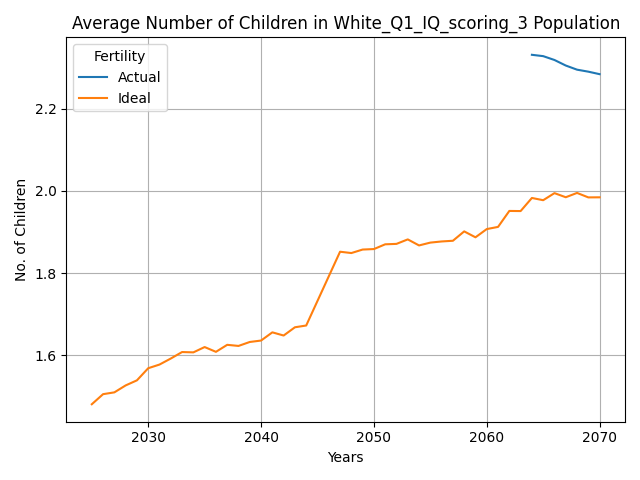 Average Number of Children in White_Q1_IQ_scoring_3 Population
Fertility
Actual
Ideal
No. of Children
2.2
2.0
1.8
1.6
2030 2040 2050 2060 2070
Years